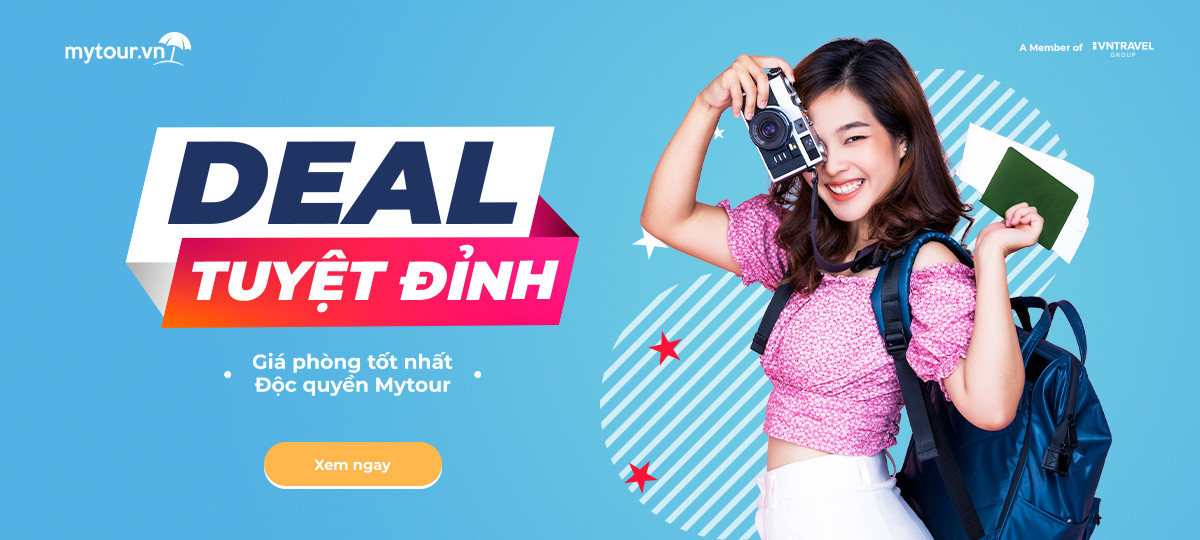 mytour.vn
A Member of VNTRAVEL
GROUP
DEAL
TUYỆT ĐỈNH
Giá phòng tốt nhất
Độc quyền Mytour
Xem ngay